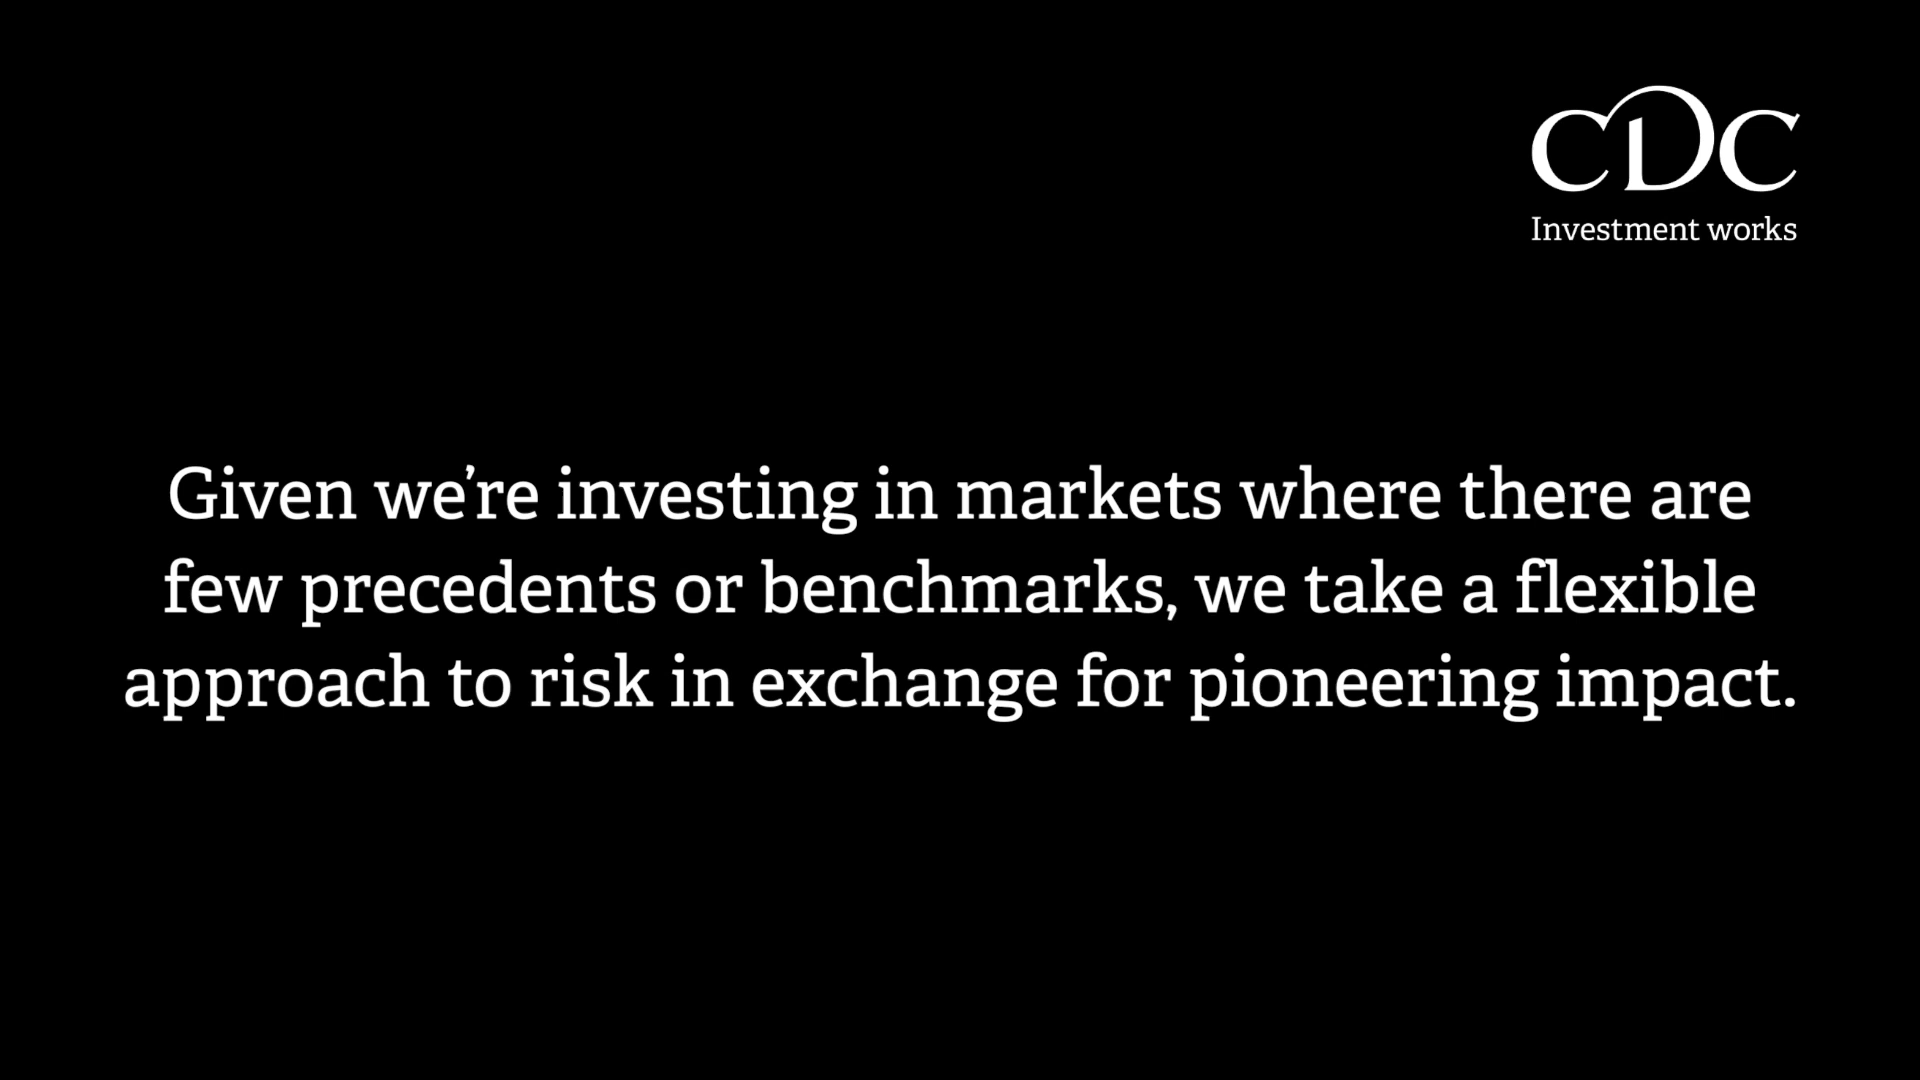 CDC
Investment works
Given we’re investing in markets where there are
few precedents or benchmarks, we take a flexible
approach to risk in exchange for pioneering impact.